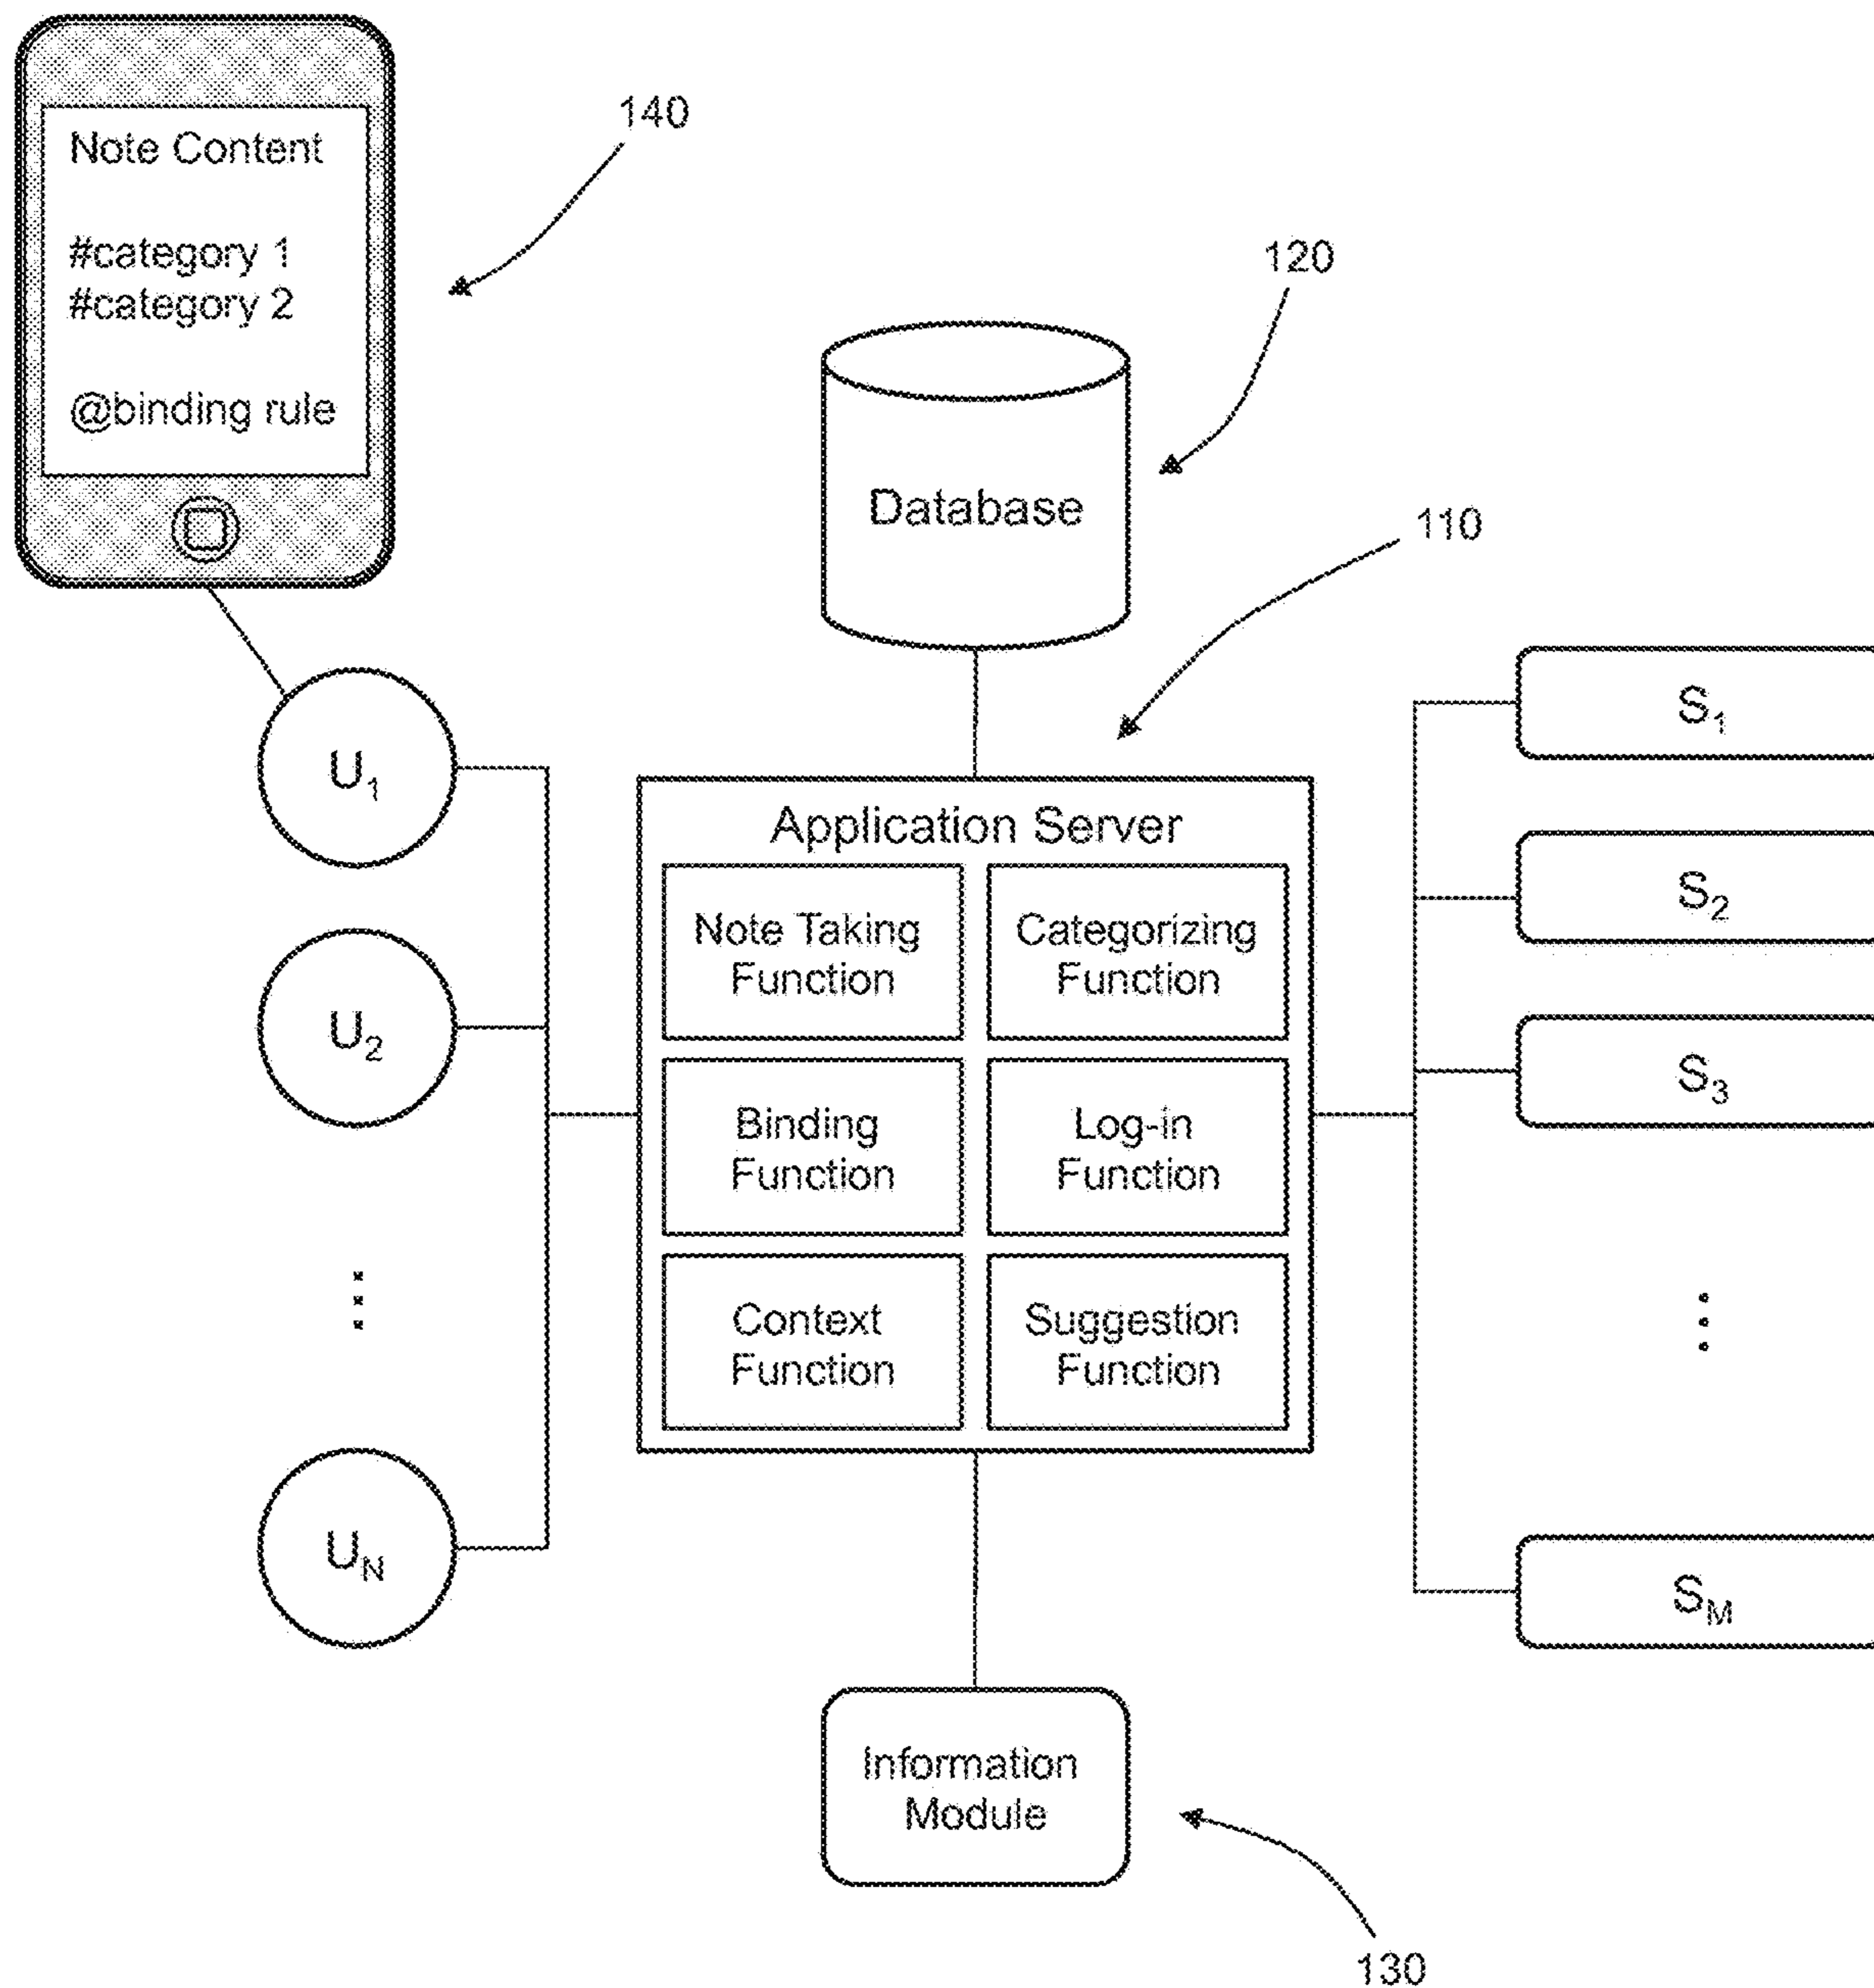 Note Content
#category 1
#category 2
@binding rule
140
120
Database
110
U1
U2
UN
Application Server
Note Taking
Function
Categorizing
Function
Binding
Function
Log-in
Function
Context
Function
Suggestion
Function
S1
S2
S3
SM
Information
Module
130